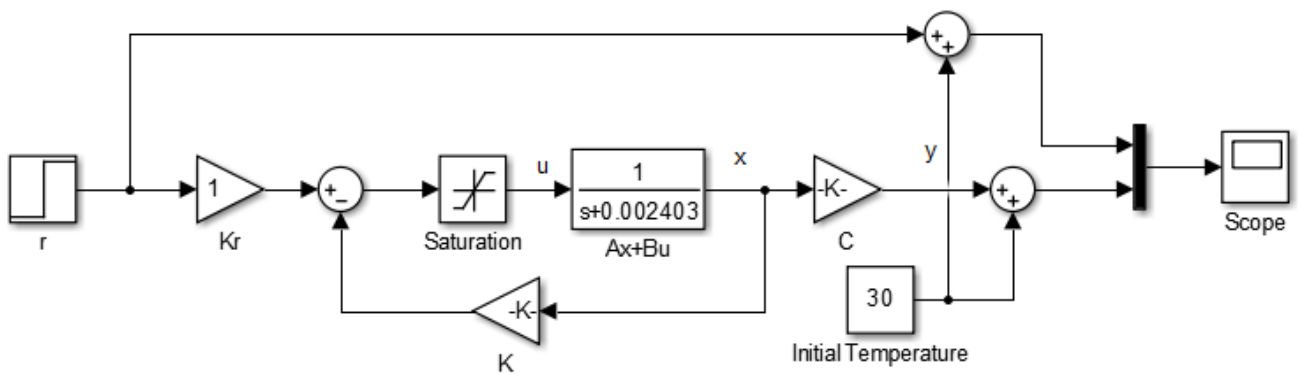 +
+
r
1
Kr
+
−
Saturation
u
1
s+0.002403
Ax+Bu
x
-K-
C
y
+
+
Scope
-K-
K
30
Initial Temperature